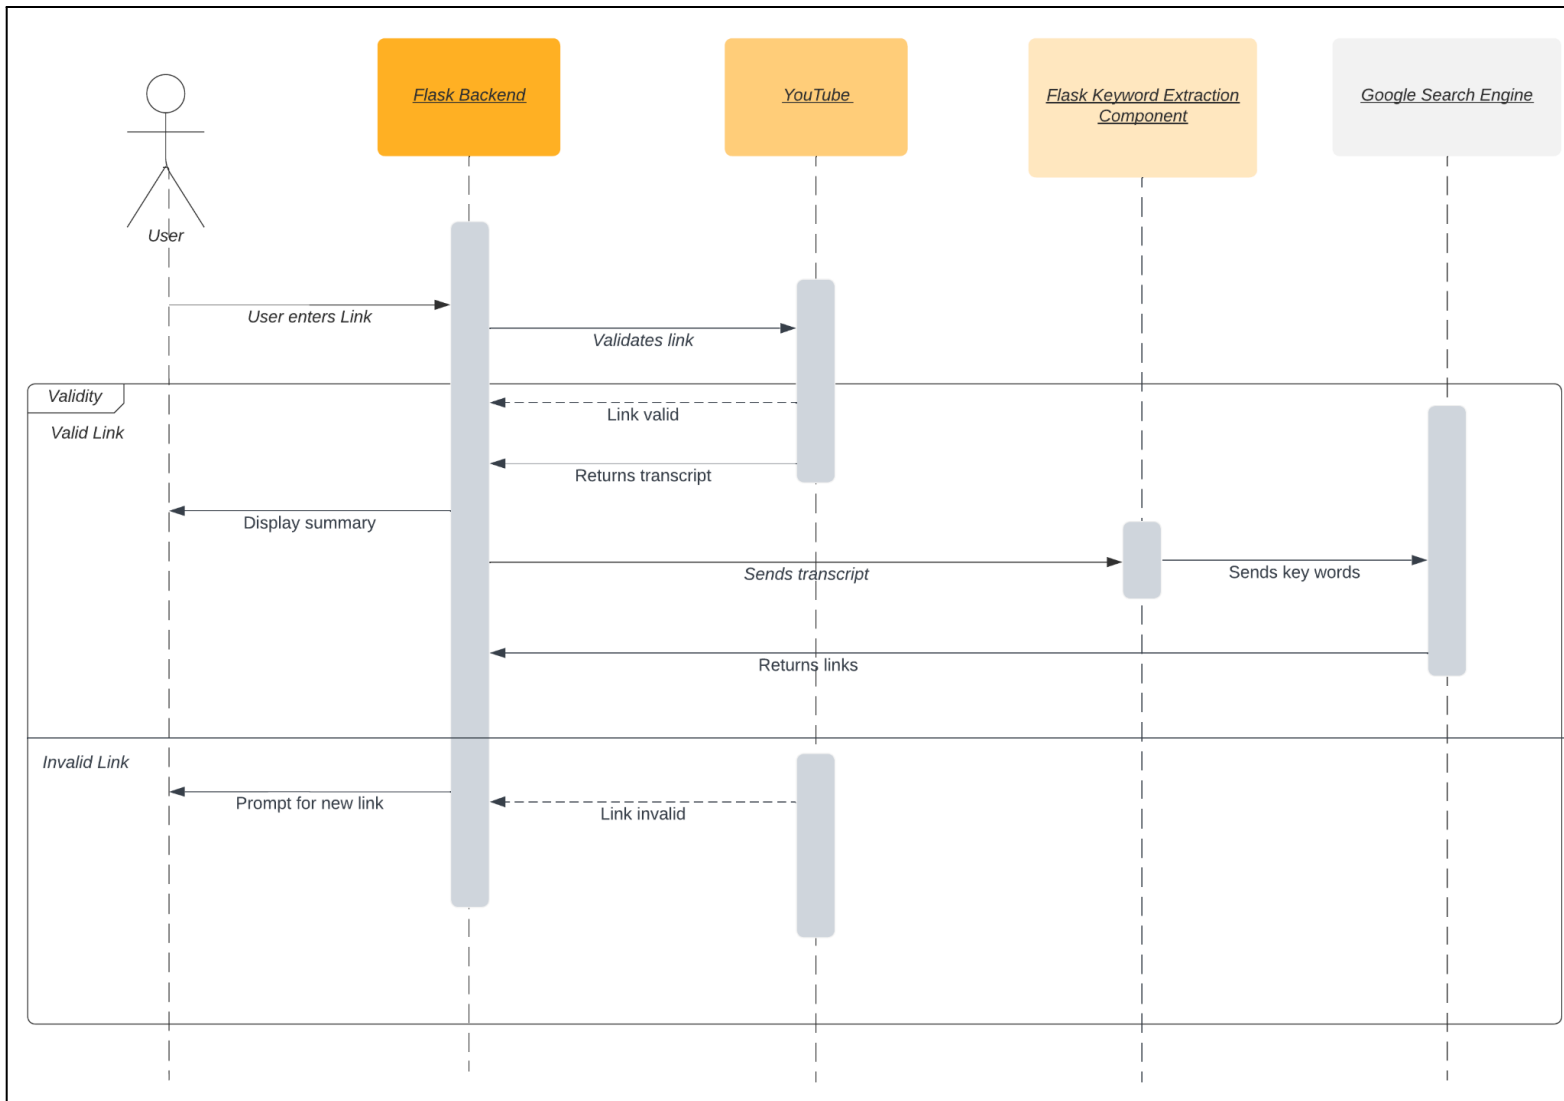 Flask Backend
YouTube
Flask Keyword Extraction
Component
Google Search Engine
User
User enters Link
Validates link
Validity
Link valid
Valid Link
Returns transcript
Display summary
Sends transcript
Sends key words
Returns links
Invalid Link
Prompt for new link
Link invalid